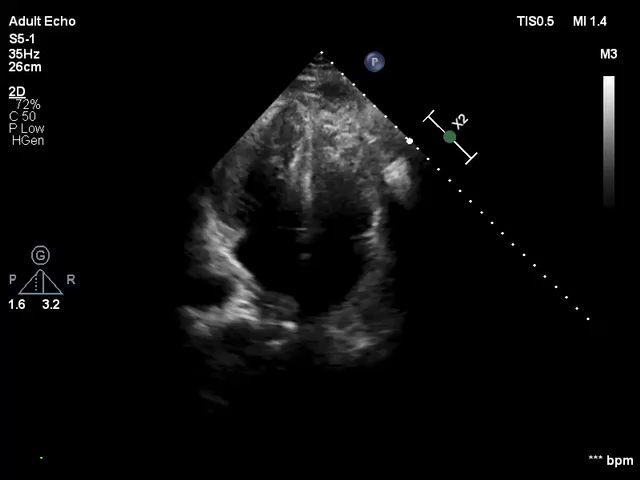 Adult Echo
TIS0.5 MI 1.4
S5-1
35Hz
26cm
M3
2D
72%
C 50
P Low
HGen
P
X2
G
P R
1.6 3.2
*** bpm